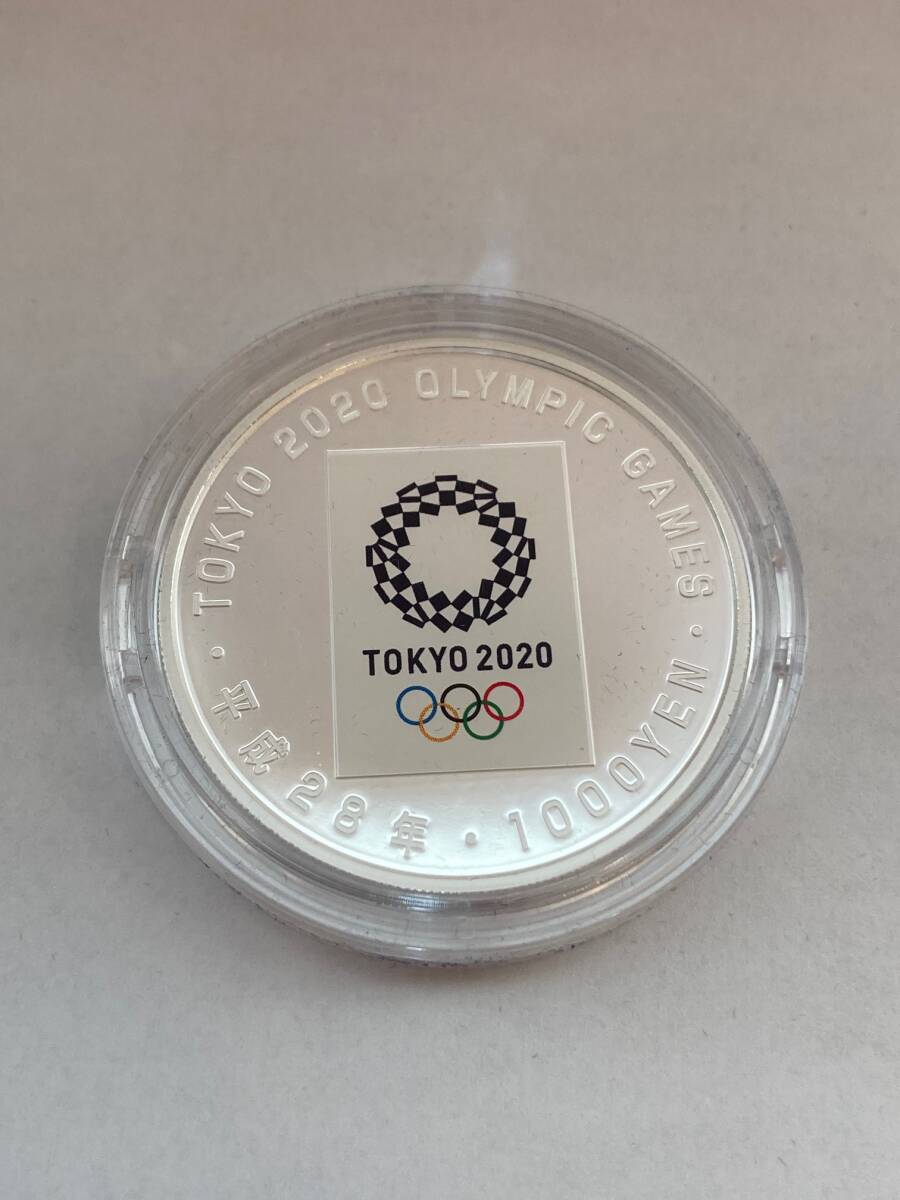 TOKYO 2020 OLYMPIC GAMES
TOKYO 2020
平成28年・1000YEN